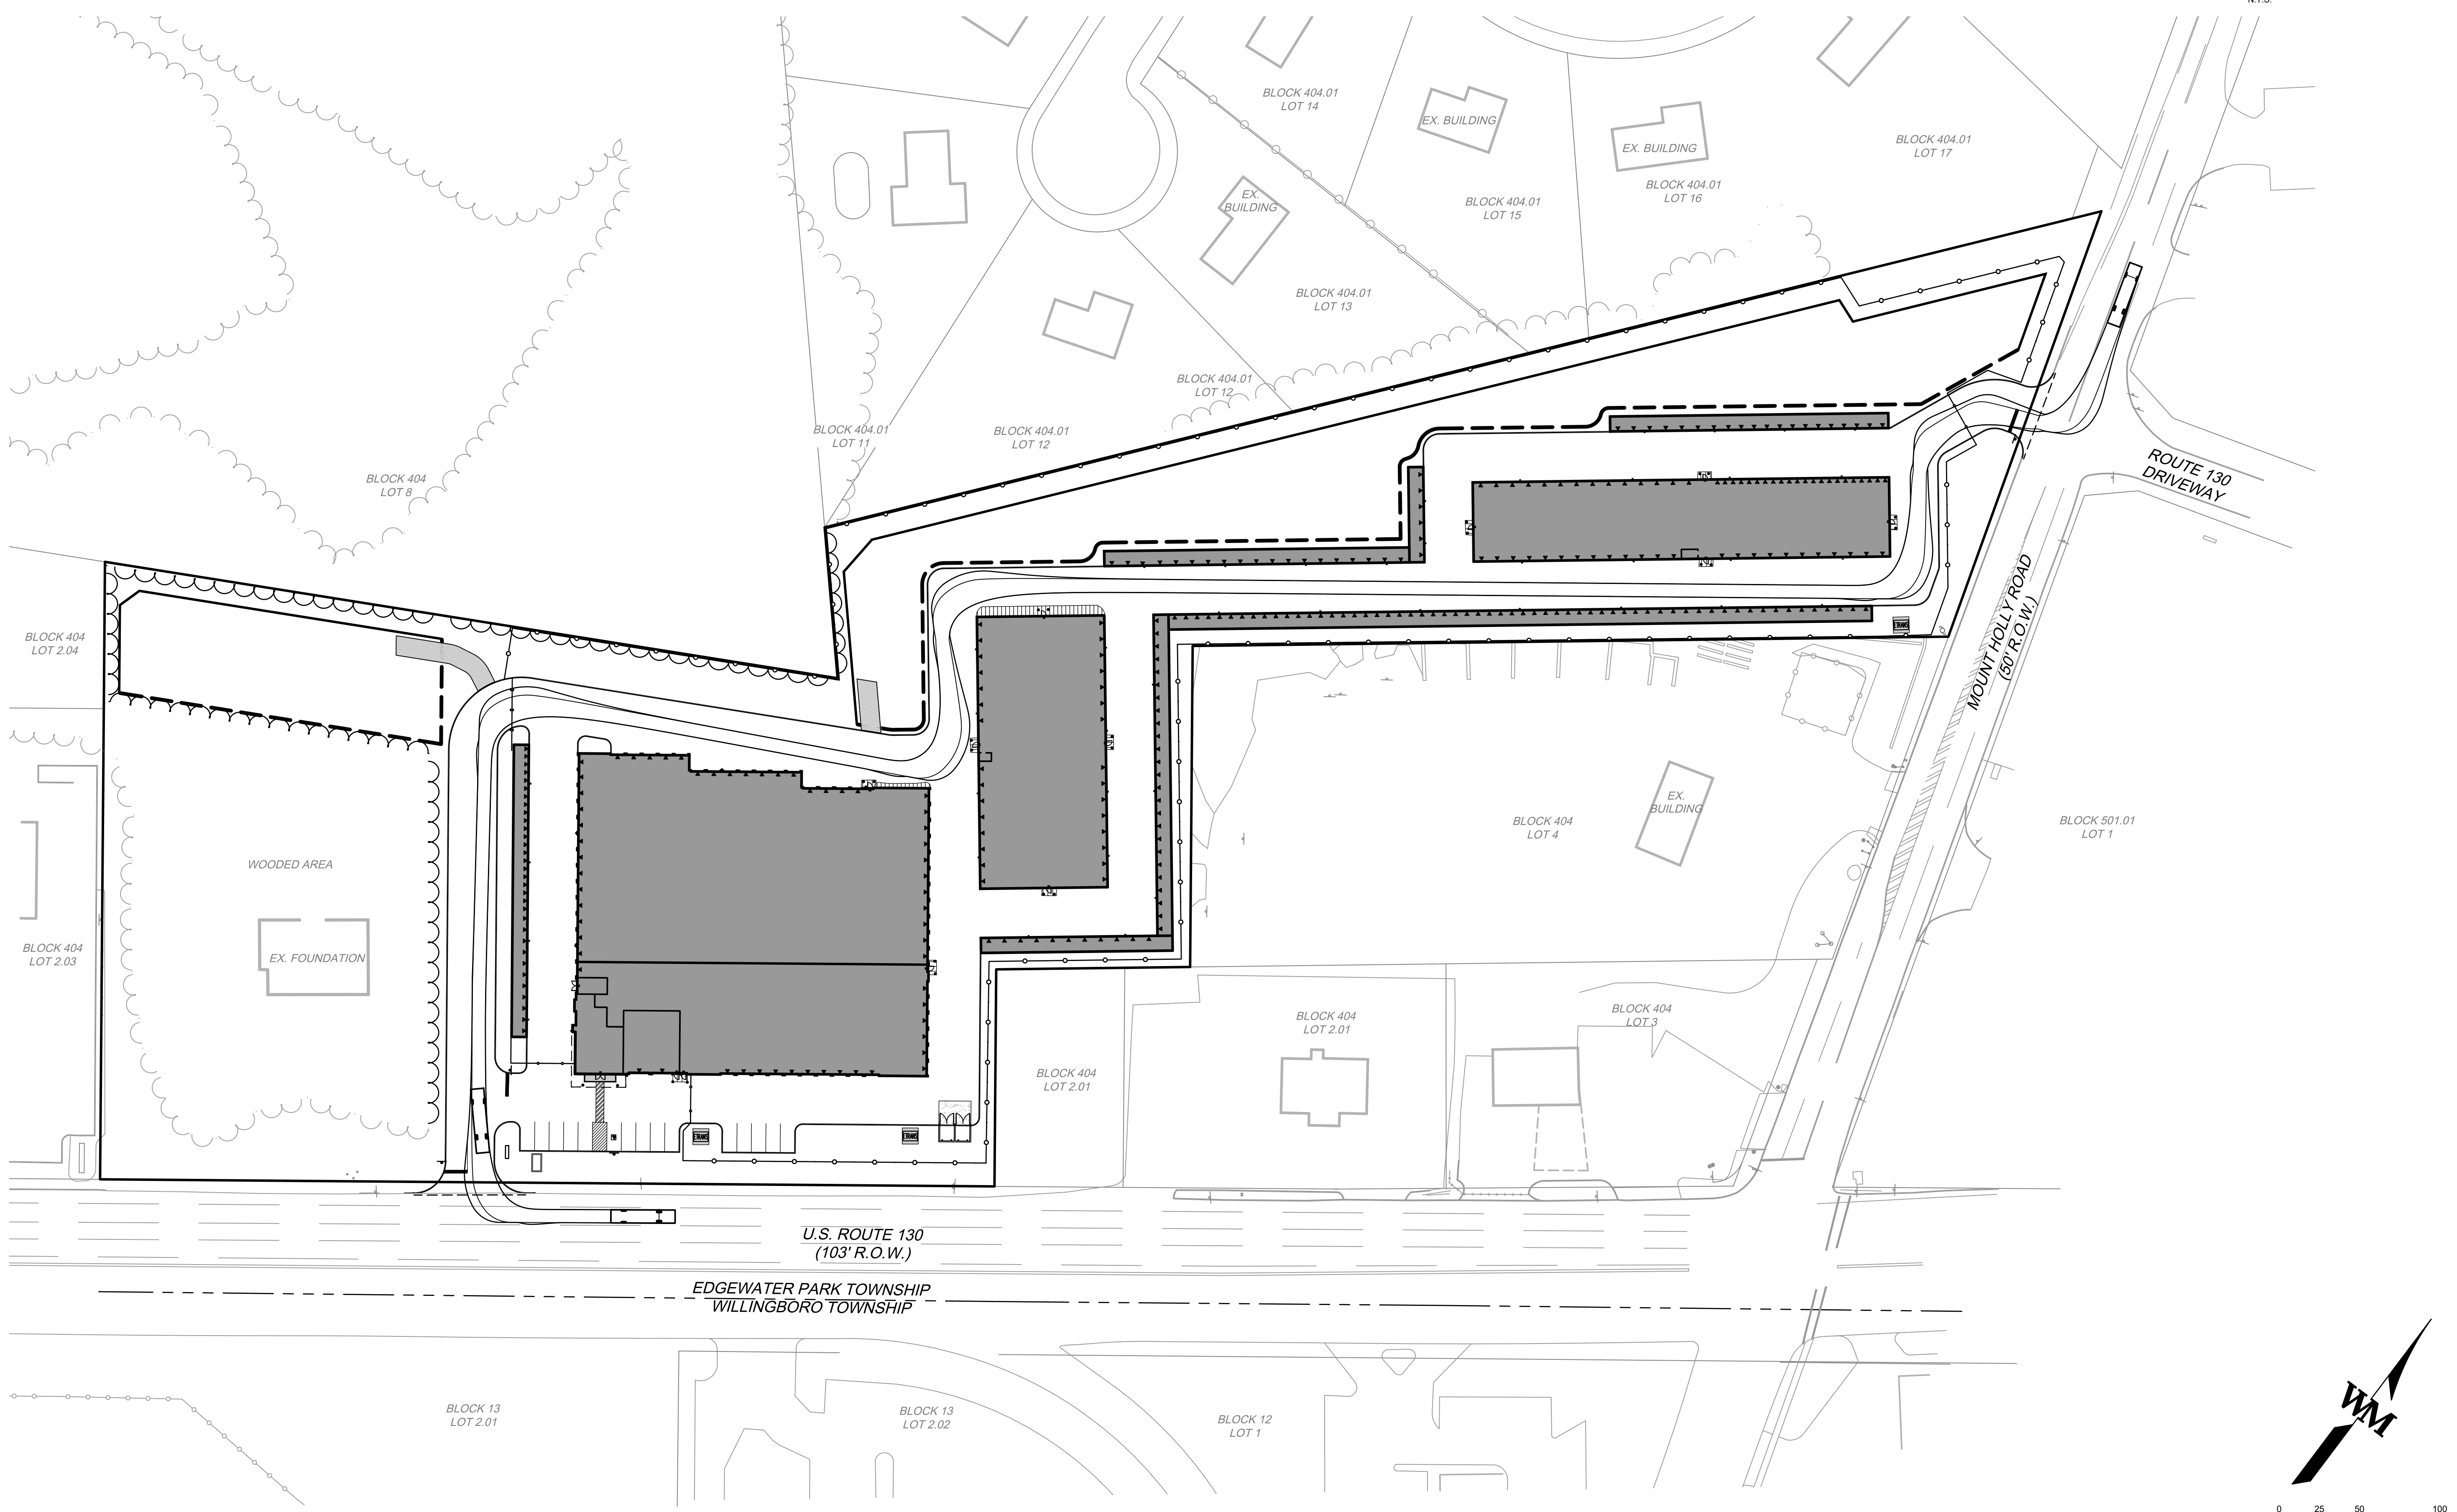 N.T.S.
BLOCK 404.01
LOT 14
EX. BUILDING
EX. BUILDING
BLOCK 404.01
LOT 17
BLOCK 404.01
LOT 16
EX.
BUILDING
BLOCK 404.01
LOT 15
BLOCK 404.01
LOT 13
BLOCK 404.01
LOT 12
BLOCK 404.01
LOT 11
BLOCK 404.01
LOT 12
BLOCK 404
LOT 8
ROUTE 130
DRIVEWAY
MOUNT HOLLY ROAD
(50' R.O.W.)
BLOCK 404
LOT 2.04
E.TRANS
EX.
BUILDING
BLOCK 404
LOT 4
BLOCK 501.01
LOT 1
WOODED AREA
BLOCK 404
LOT 2.03
EX. FOUNDATION
BLOCK 404
LOT 2.01
BLOCK 404
LOT 3
BLOCK 404
LOT 2.01
E.TRANS
E.TRANS
U.S. ROUTE 130
(103' R.O.W.)
EDGEWATER PARK TOWNSHIP
WILLINGBORO TOWNSHIP
BLOCK 13
LOT 2.01
BLOCK 13
LOT 2.02
BLOCK 12
LOT 1
WM
0 25 50 100